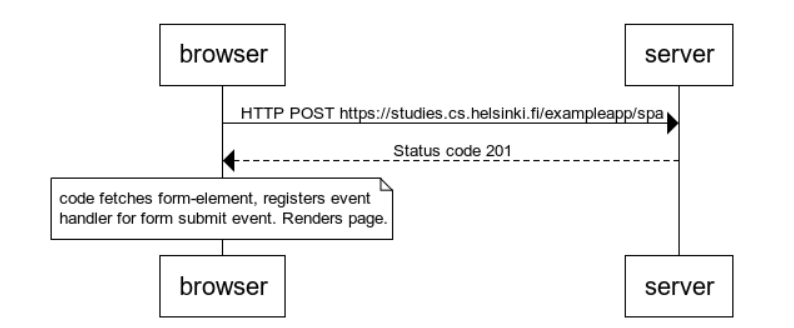 browser
server
HTTP POST https://studies.cs.helsinki.fi/exampleapp/spa
Status code 201
code fetches form-element, registers event
handler for form submit event. Renders page.
browser
server